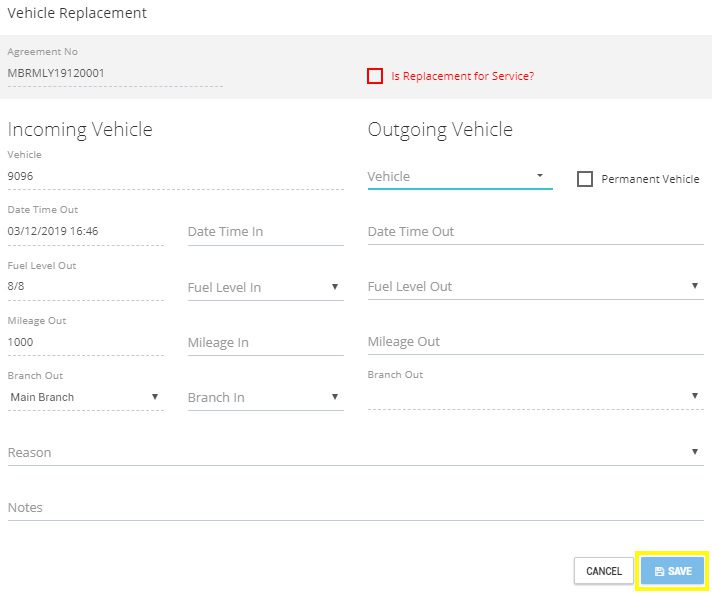 Vehicle Replacement
Agreement No
MBRMLY19120001
Is Replacement for Service?
Incoming Vehicle
Outgoing Vehicle
Vehicle
9096
Vehicle
Permanent Vehicle
Date Time Out
03/12/2019 16:46
Date Time In
Date Time Out
Fuel Level Out
8/8
Fuel Level In
Fuel Level Out
Mileage Out
1000
Mileage In
Mileage Out
Branch Out
Main Branch
Branch In
Branch Out
Reason
Notes
CANCEL
SAVE